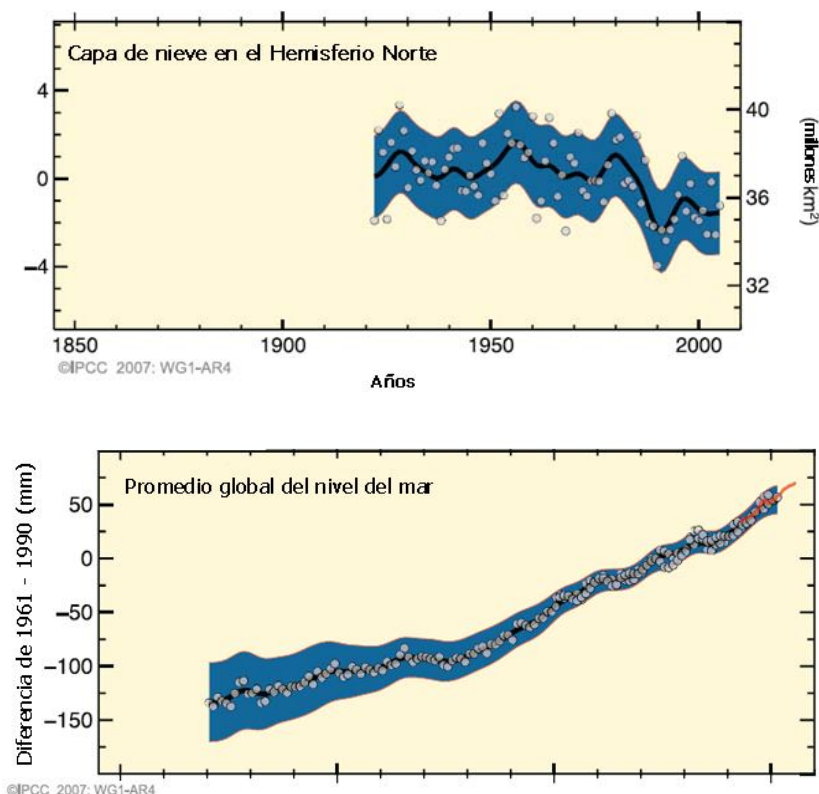 Capa de nieve en el Hemisferio Norte
4
0
−4
40
36
32
(millones km²)
1850
1900
1950
2000
©IPCC 2007: WG1-AR4
Años
Promedio global del nivel del mar
Diferencia de 1961 - 1990 (mm)
50
0
−50
−100
−150
©IPCC 2007: WG1-AR4